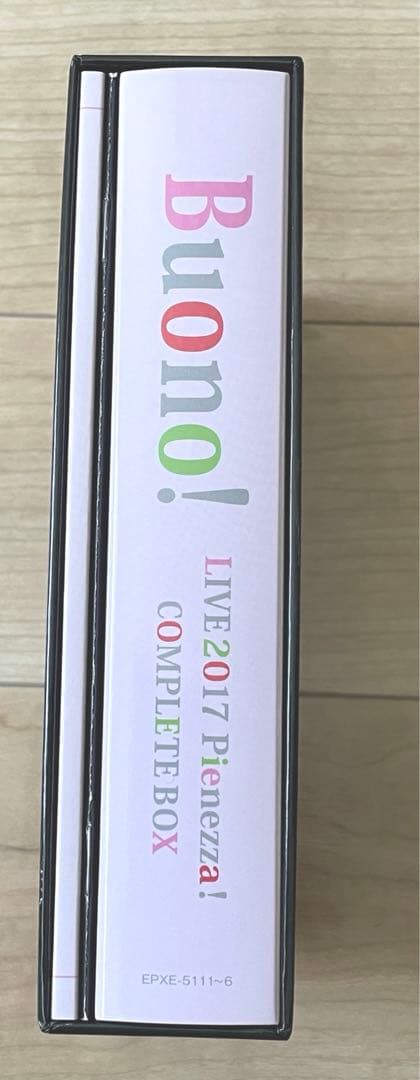 Buono!
LIVE 2017 Pienezza!
COMPLETE BOX
EPXE-5111~6